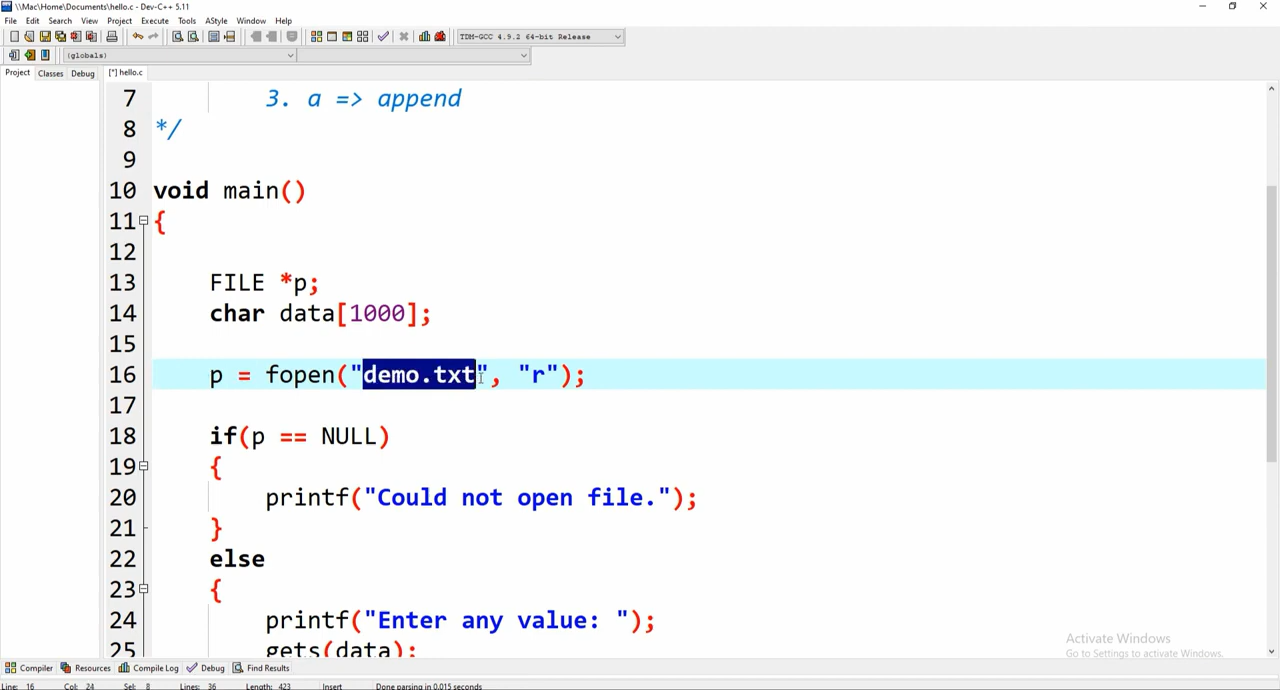 \\Mac\Home\Documents\hello.c - Dev-C++ 5.11
File Edit Search View Project Execute Tools AStyle Window Help
TDM-GCC 4.9.2 64-bit Release
(globals)
Project Classes Debug [*] hello.c
7 3. a => append
8 */
9
10 void main()
11 {
12
13 FILE *p;
14 char data[1000];
15
16 p = fopen("demo.txt", "r");
17
18 if(p == NULL)
19 {
20 printf("Could not open file.");
21 }
22 else
23 {
24 printf("Enter any value: ");
25 gets(data);
Activate Windows
Go to Settings to activate Windows.
Compiler Resources Compile Log Debug Find Results
Line: 16 Col: 24 Sel: 8 Lines: 36 Length: 423 Insert Done parsing in 0.015 seconds